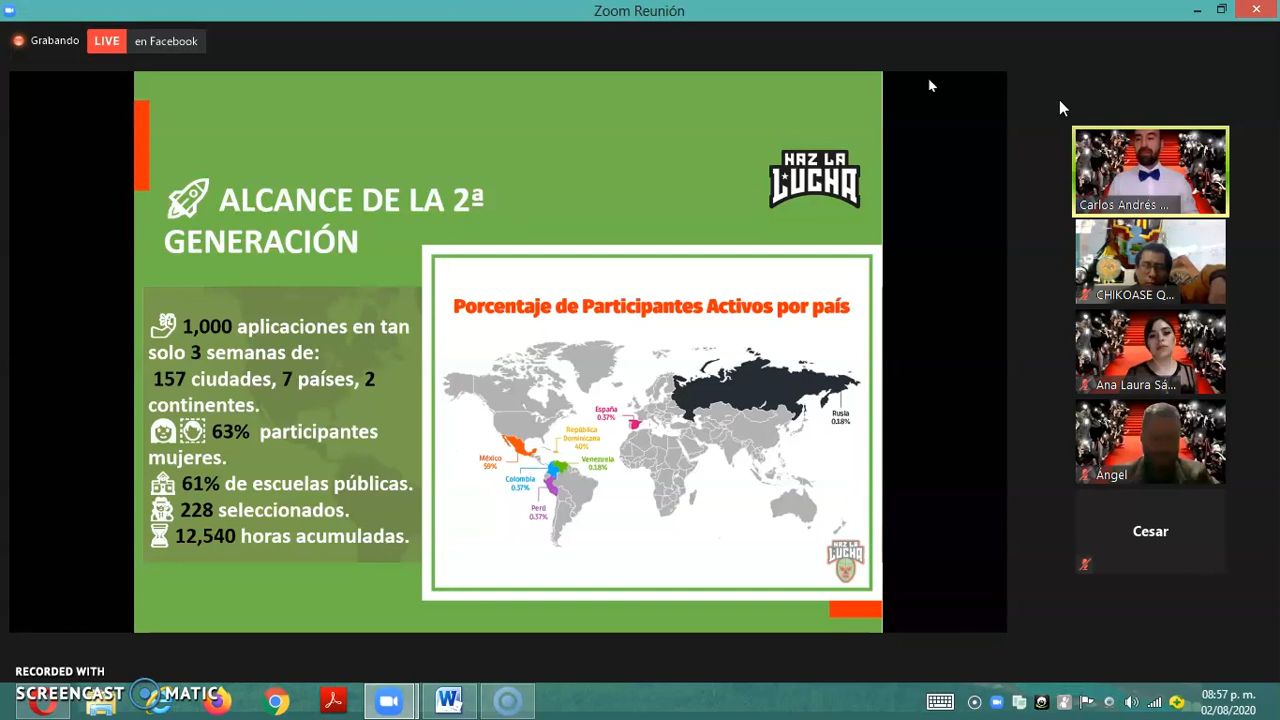 Zoom Reunión
Grabando
LIVE
en Facebook
HAZ LA
LUCHA
ALCANCE DE LA 2ª
GENERACIÓN
1,000 aplicaciones en tan
solo 3 semanas de:
157 ciudades, 7 países, 2
continentes.
63% participantes
mujeres.
61% de escuelas públicas.
228 seleccionados.
12,540 horas acumuladas.
Porcentaje de Participantes Activos por país
España
0.37%
Rusia
0.18%
República
Dominicana
40%
México
59%
Venezuela
0.18%
Colombia
0.37%
Perú
0.37%
HAZ LA
LUCHA
Carlos Andrés ...
CHIKOASE Q...
Ana Laura Sá...
Ángel
Cesar
RECORDED WITH
SCREENCAST MATIC
08:57 p. m.
02/08/2020